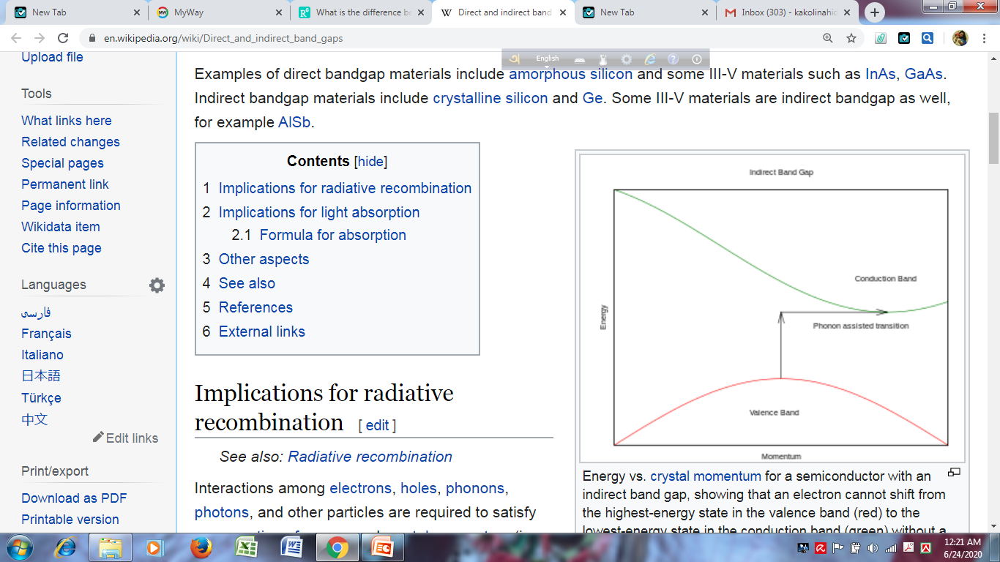 New Tab
MyWay
What is the difference be
Direct and indirect band
New Tab
Inbox (303) - kakolinahic
en.wikipedia.org/wiki/Direct_and_indirect_band_gaps
English
Upload file
Tools
What links here
Related changes
Special pages
Permanent link
Page information
Wikidata item
Cite this page
Languages
فارسی
Français
Italiano
日本語
Türkçe
中文
Edit links
Print/export
Download as PDF
Printable version
Examples of direct bandgap materials include amorphous silicon and some III-V materials such as InAs, GaAs.
Indirect bandgap materials include crystalline silicon and Ge. Some III-V materials are indirect bandgap as well,
for example AlSb.
Contents [hide]
1 Implications for radiative recombination
2 Implications for light absorption
2.1 Formula for absorption
3 Other aspects
4 See also
5 References
6 External links
Implications for radiative
recombination [ edit ]
See also: Radiative recombination
Interactions among electrons, holes, phonons,
photons, and other particles are required to satisfy
Indirect Band Gap
Conduction Band
Energy
Phonon assisted transition
Valence Band
Momentum
Energy vs. crystal momentum for a semiconductor with an
indirect band gap, showing that an electron cannot shift from
the highest-energy state in the valence band (red) to the
lowest-energy state in the conduction band (green) without a
12:21 AM
6/24/2020